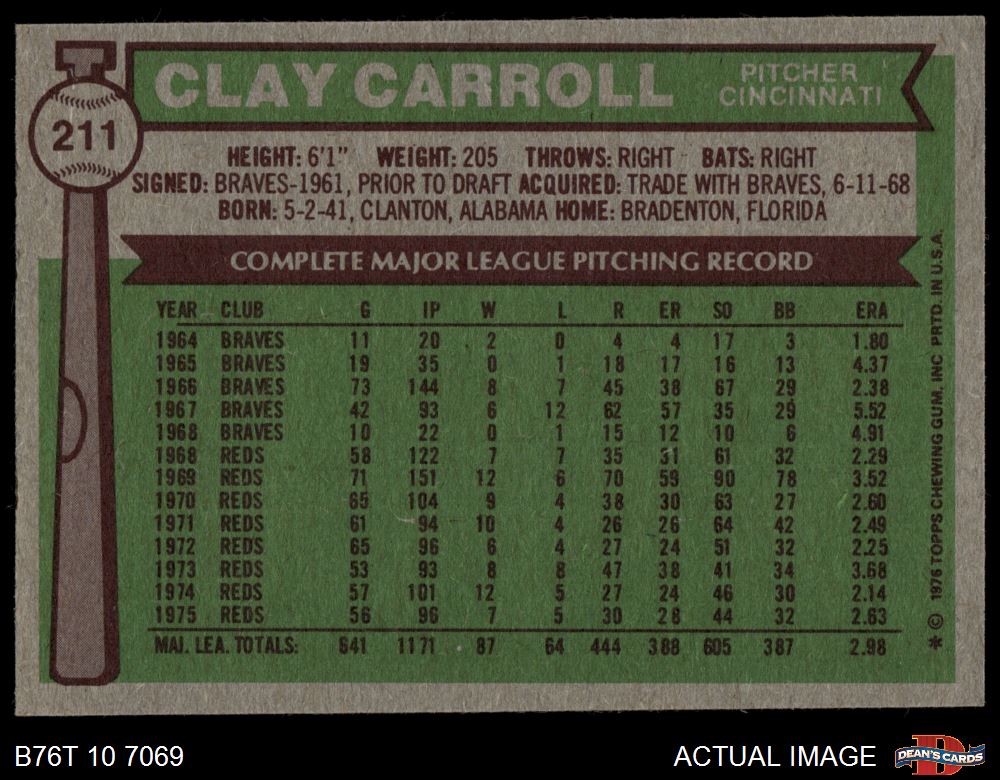 CLAY CARROLL
PITCHER
CINCINNATI
211
HEIGHT: 6'1" WEIGHT: 205 THROWS: RIGHT BATS: RIGHT
SIGNED: BRAVES-1961, PRIOR TO DRAFT ACQUIRED: TRADE WITH BRAVES, 6-11-68
BORN: 5-2-41, CLANTON, ALABAMA HOME: BRADENTON, FLORIDA
COMPLETE MAJOR LEAGUE PITCHING RECORD
YEAR CLUB G IP W L R ER SO BB ERA
1964 BRAVES 11 20 2 0 4 4 17 3 1.80
1965 BRAVES 19 35 0 1 18 17 16 13 4.37
1966 BRAVES 73 144 8 7 45 38 67 29 2.38
1967 BRAVES 42 93 6 12 62 57 35 29 5.52
1968 BRAVES 10 22 0 1 15 12 10 6 4.91
1968 REDS 58 122 7 7 35 31 61 32 2.29
1969 REDS 71 151 12 6 70 59 90 78 3.52
1970 REDS 65 104 9 4 38 30 63 27 2.60
1971 REDS 61 94 10 4 26 26 64 42 2.49
1972 REDS 65 96 6 4 27 24 51 32 2.25
1973 REDS 53 93 8 8 47 38 41 34 3.68
1974 REDS 57 101 12 5 27 24 46 30 2.14
1975 REDS 56 96 7 5 30 28 44 32 2.63
MAJ. LEA. TOTALS: 641 1171 87 64 444 388 605 387 2.98
* © 1976 TOPPS CHEWING GUM, INC PRTD. IN U.S.A.
B76T 10 7069
ACTUAL IMAGE
DEAN'S CARDS